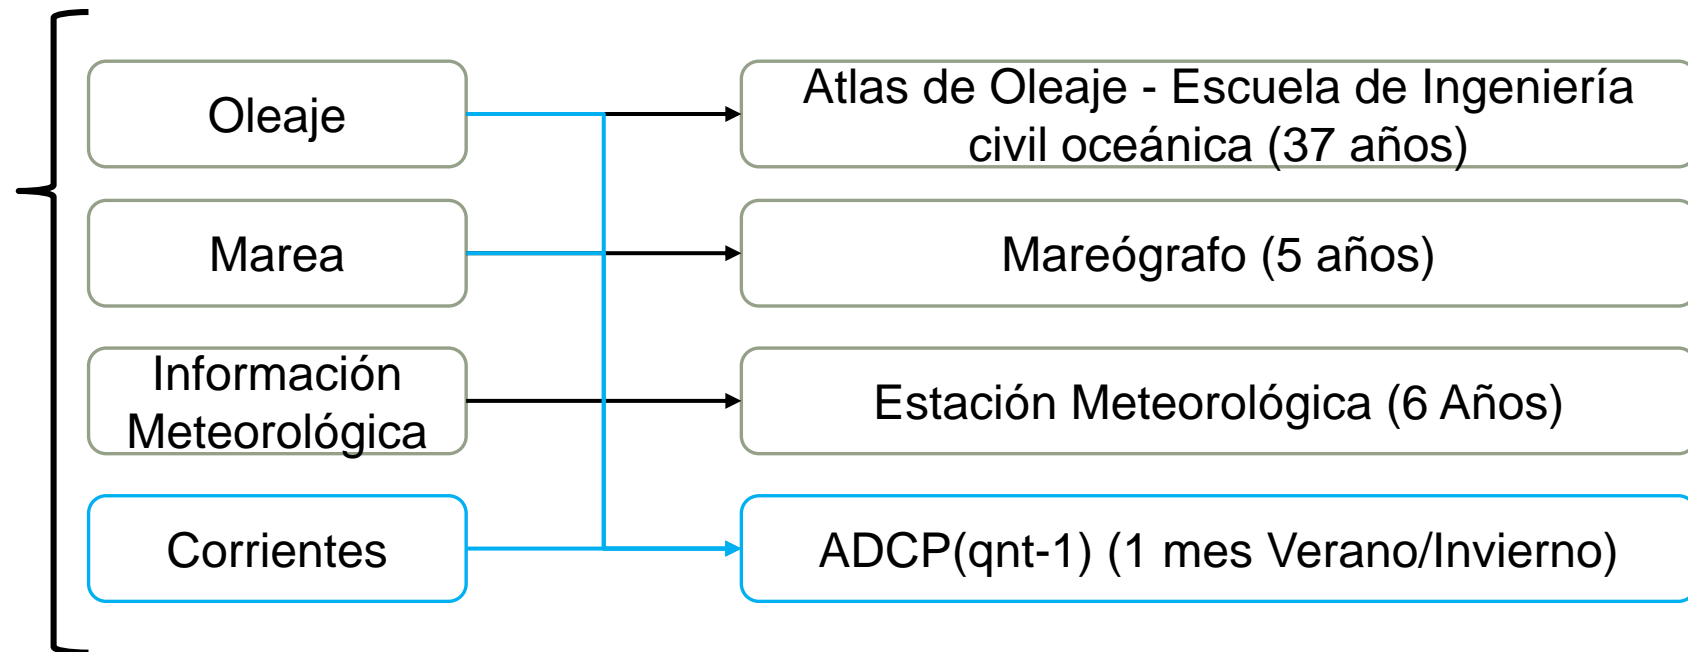 Oleaje
Atlas de Oleaje - Escuela de Ingeniería
civil oceánica (37 años)
Marea
Mareógrafo (5 años)
Información
Meteorológica
Estación Meteorológica (6 Años)
Corrientes
ADCP(qnt-1) (1 mes Verano/Invierno)